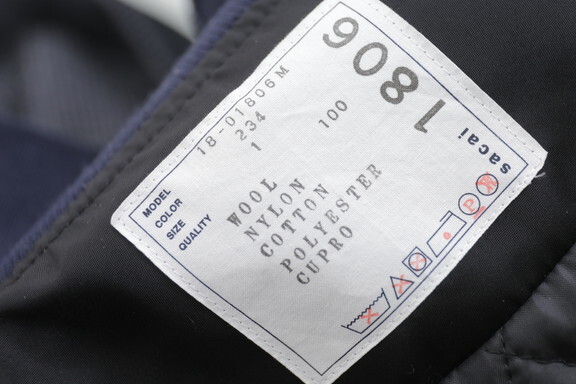 1806
sacai
MODEL 18-01806M
COLOR 234
SIZE 1
QUALITY
WOOL 100
NYLON
COTTON
POLYESTER
CUPRO
P